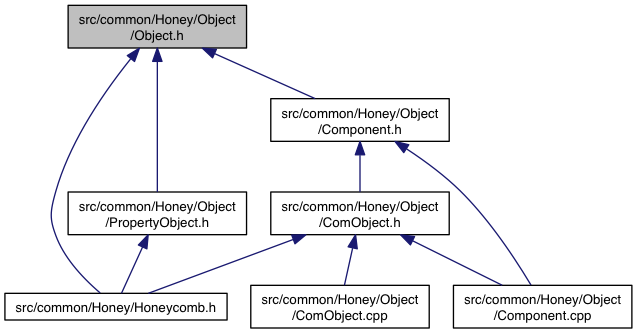 src/common/Honey/Object
/Object.h
src/common/Honey/Object
/Component.h
src/common/Honey/Object
/PropertyObject.h
src/common/Honey/Object
/ComObject.h
src/common/Honey/Honeycomb.h
src/common/Honey/Object
/ComObject.cpp
src/common/Honey/Object
/Component.cpp